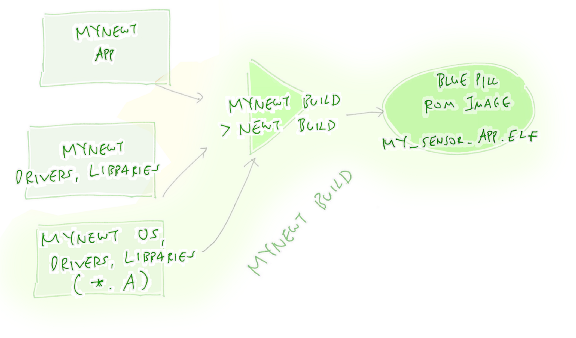 MYNEWT
APP
MYNEWT
DRIVERS, LIBRARIES
MYNEWT OS,
DRIVERS, LIBRARIES
(*.A)
MYNEWT BUILD
> NEWT BUILD
BLUE PILL
ROM IMAGE
MY_SENSOR_APP.ELF
MYNEWT BUILD